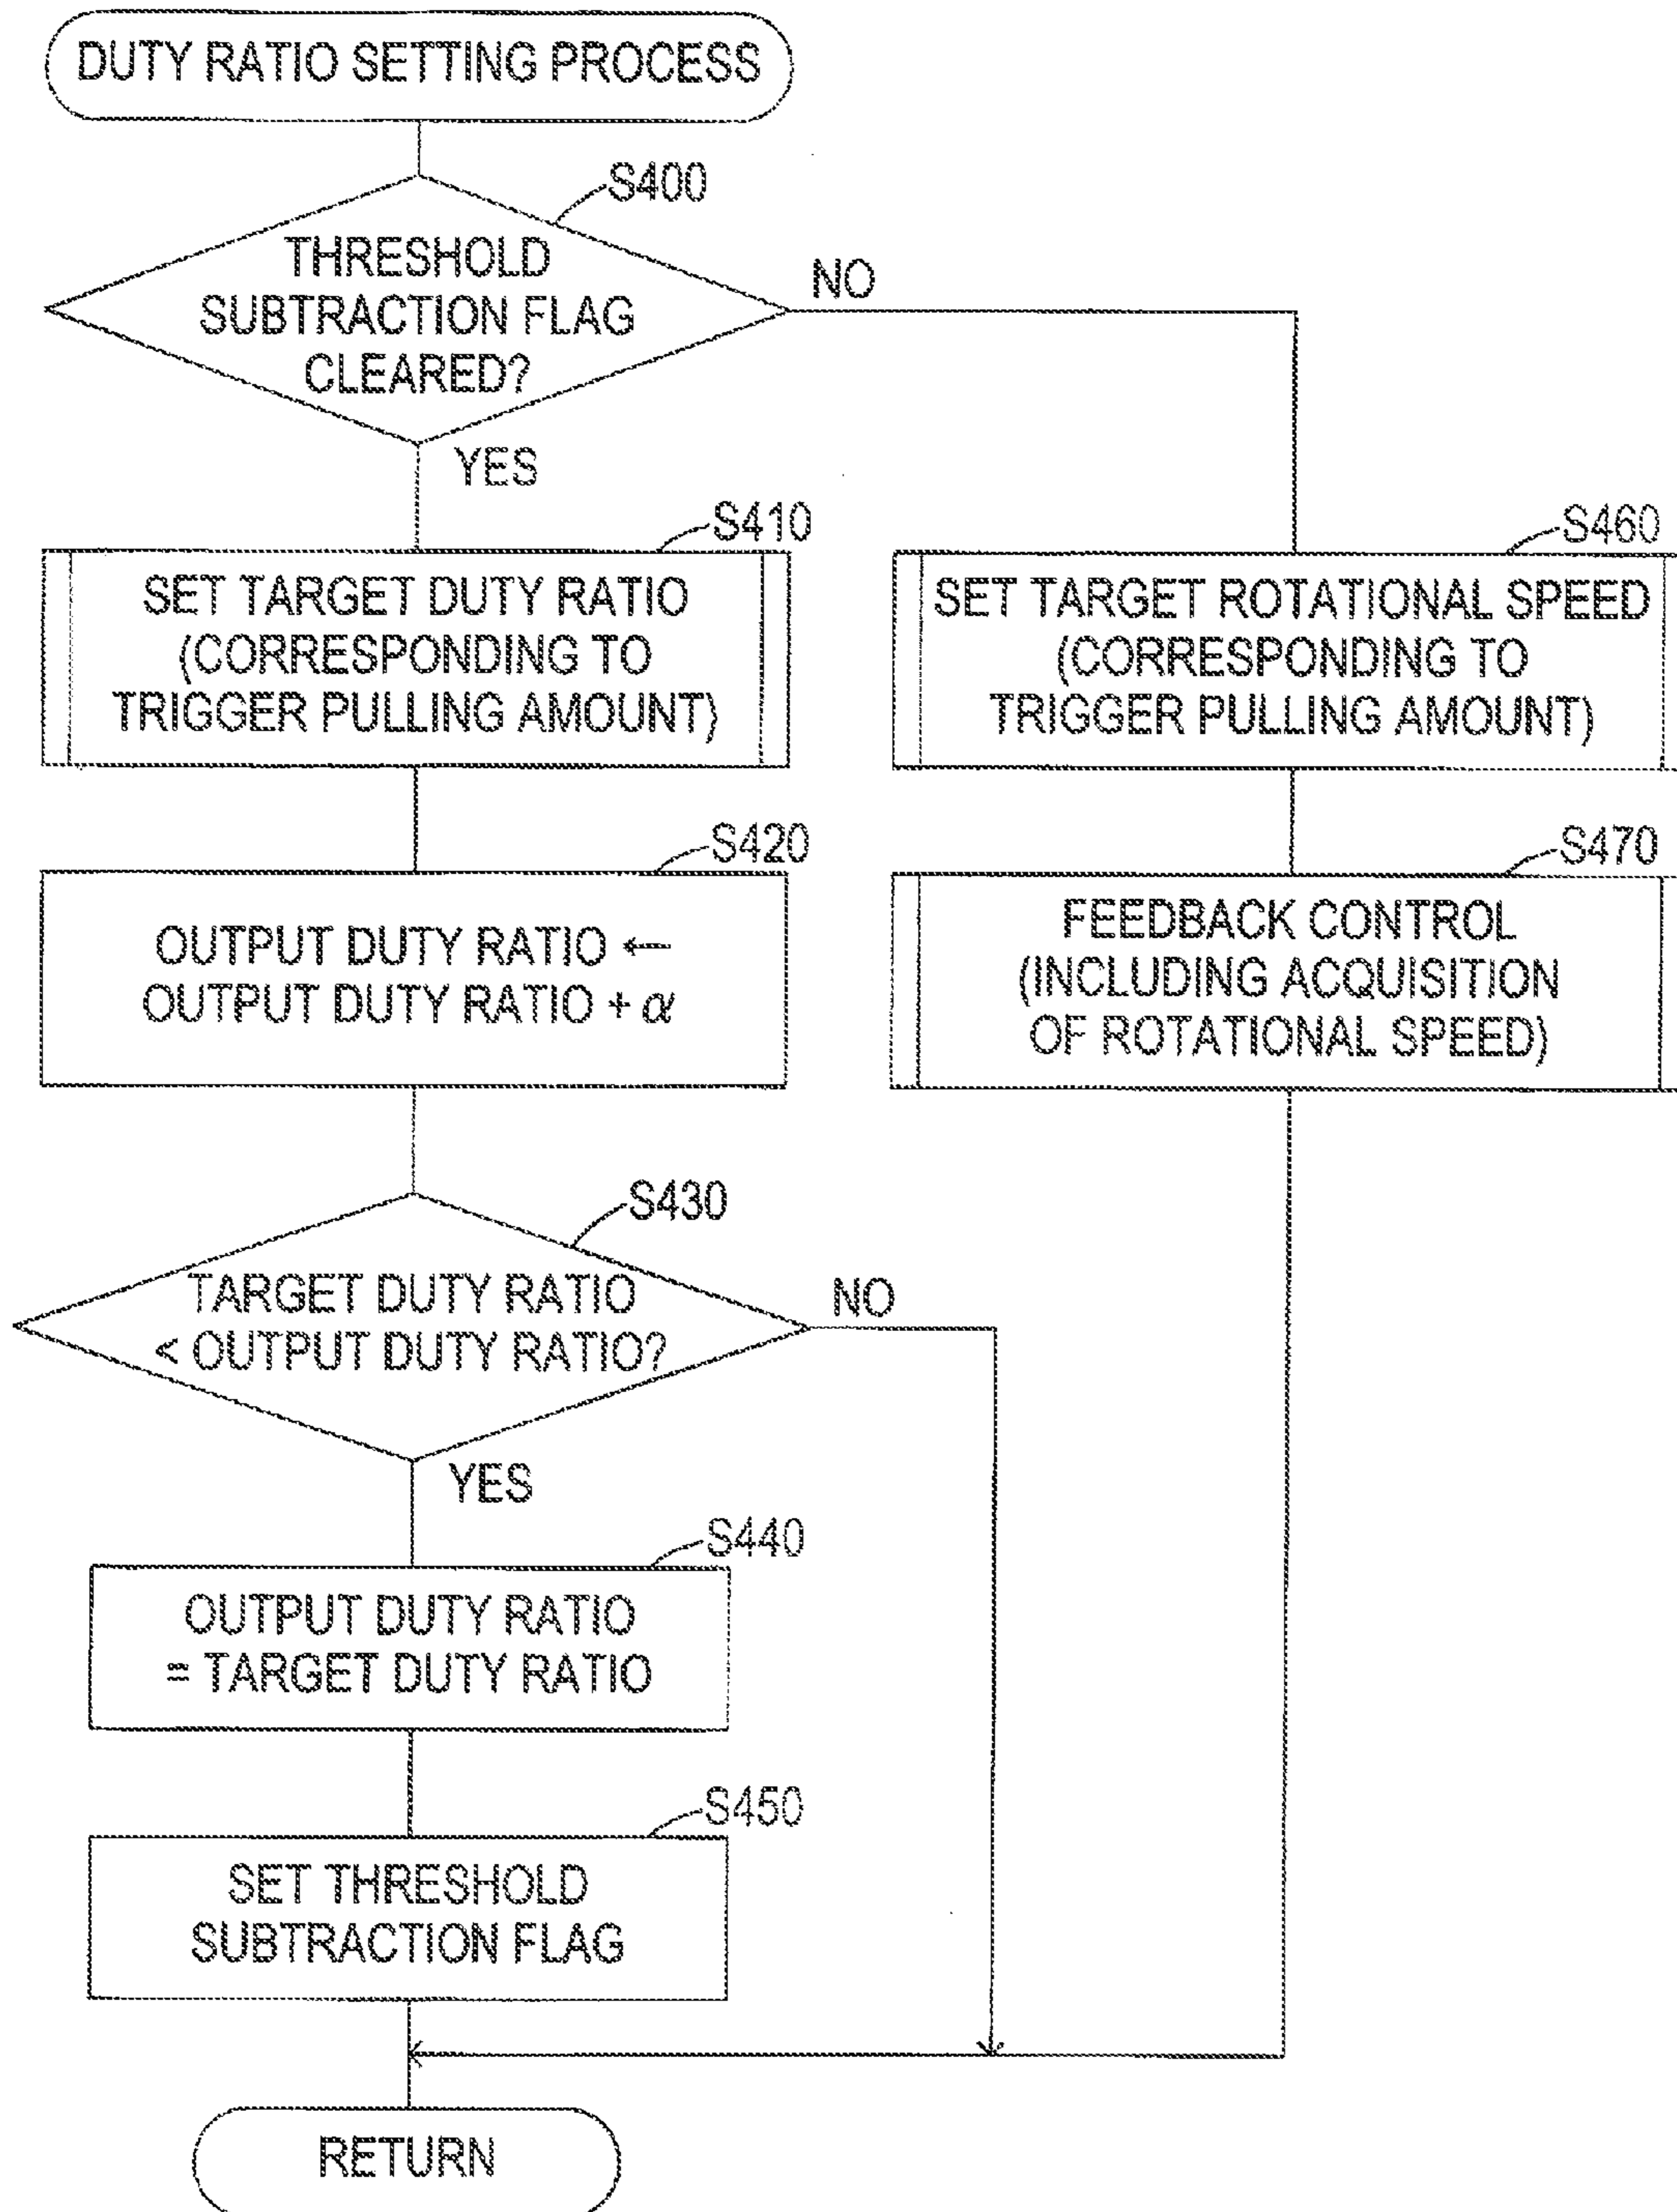 DUTY RATIO SETTING PROCESS
S400
THRESHOLD
SUBTRACTION FLAG
CLEARED?
NO
YES
S410
SET TARGET DUTY RATIO
(CORRESPONDING TO
TRIGGER PULLING AMOUNT)
S420
OUTPUT DUTY RATIO ←
OUTPUT DUTY RATIO + α
S430
TARGET DUTY RATIO
< OUTPUT DUTY RATIO?
NO
YES
S440
OUTPUT DUTY RATIO
= TARGET DUTY RATIO
S450
SET THRESHOLD
SUBTRACTION FLAG
S460
SET TARGET ROTATIONAL SPEED
(CORRESPONDING TO
TRIGGER PULLING AMOUNT)
S470
FEEDBACK CONTROL
(INCLUDING ACQUISITION
OF ROTATIONAL SPEED)
RETURN